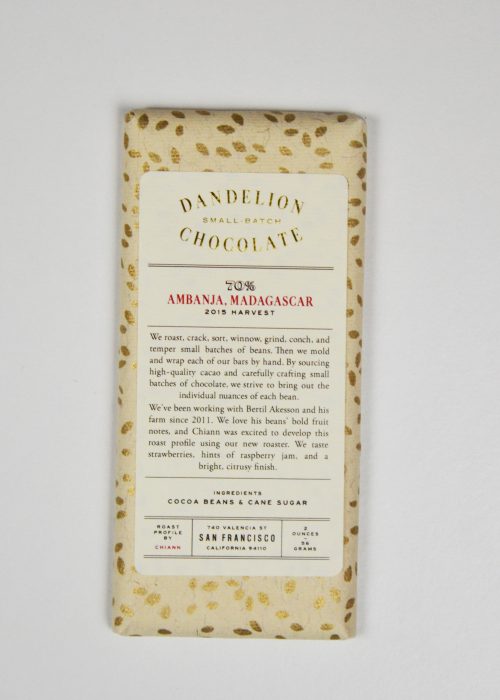 DANDELION
SMALL-BATCH
CHOCOLATE
70%
AMBANJA, MADAGASCAR
2015 HARVEST
We roast, crack, sort, winnow, grind, conch, and
temper small batches of beans. Then we mold
and wrap each of our bars by hand. By sourcing
high-quality cacao and carefully crafting small
batches of chocolate, we strive to bring out the
individual nuances of each bean.
We've been working with Bertil Akesson and his
farm since 2011. We love his beans' bold fruit
notes, and Chiann was excited to develop this
roast profile using our new roaster. We taste
strawberries, hints of raspberry jam, and a
bright, citrusy finish.
INGREDIENTS
COCOA BEANS & CANE SUGAR
ROAST
PROFILE
BY
CHIANN
740 VALENCIA ST
SAN FRANCISCO
CALIFORNIA 94110
2
OUNCES
56
GRAMS